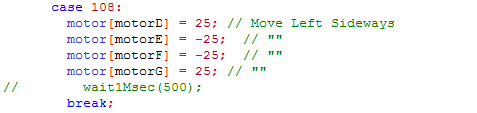 case 108:
motor[motorD] = 25; // Move Left Sideways
motor[motorE] = -25;  // ""
motor[motorF] = -25;  // ""
motor[motorG] = 25; // ""
//        wait1Msec(500);
break;